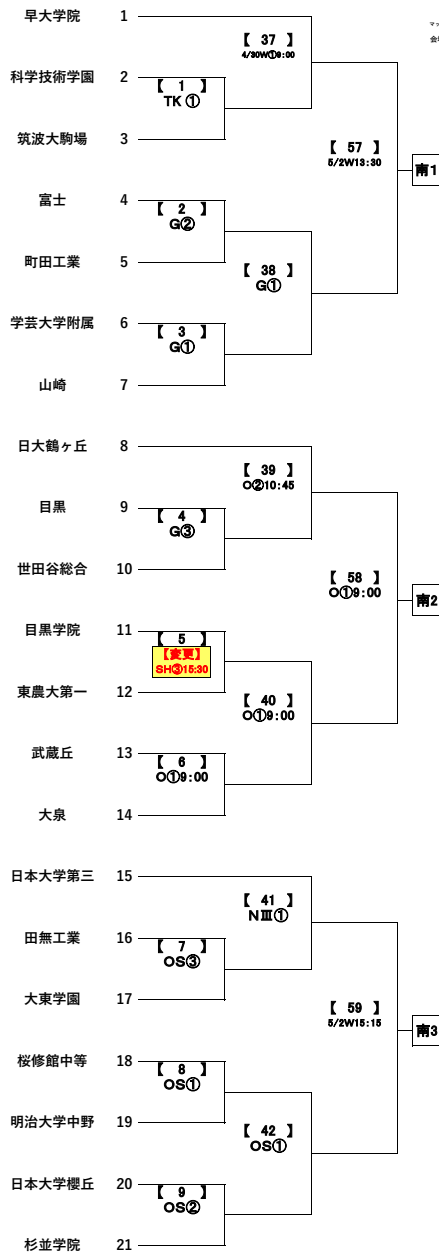 早大学院 1
【 37 】
4/30W①9:00
科学技術学園 2
【 1 】
TK ①
筑波大駒場 3
【 57 】
5/2W13:30
南1
富士 4
【 2 】
G②
町田工業 5
【 38 】
G①
学芸大学附属 6
【 3 】
G①
山崎 7
日大鶴ヶ丘 8
【 39 】
O②10:45
目黒 9
【 4 】
G③
世田谷総合 10
【 58 】
O①9:00
南2
目黒学院 11
【 5 】
【変更】
SH③15:30
東農大第一 12
【 40 】
O①9:00
武蔵丘 13
【 6 】
O①9:00
大泉 14
日本大学第三 15
【 41 】
NⅢ①
田無工業 16
【 7 】
OS③
大東学園 17
【 59 】
5/2W15:15
南3
桜修館中等 18
【 8 】
OS①
明治大学中野 19
【 42 】
OS①
日本大学櫻丘 20
【 9 】
OS②
杉並学院 21